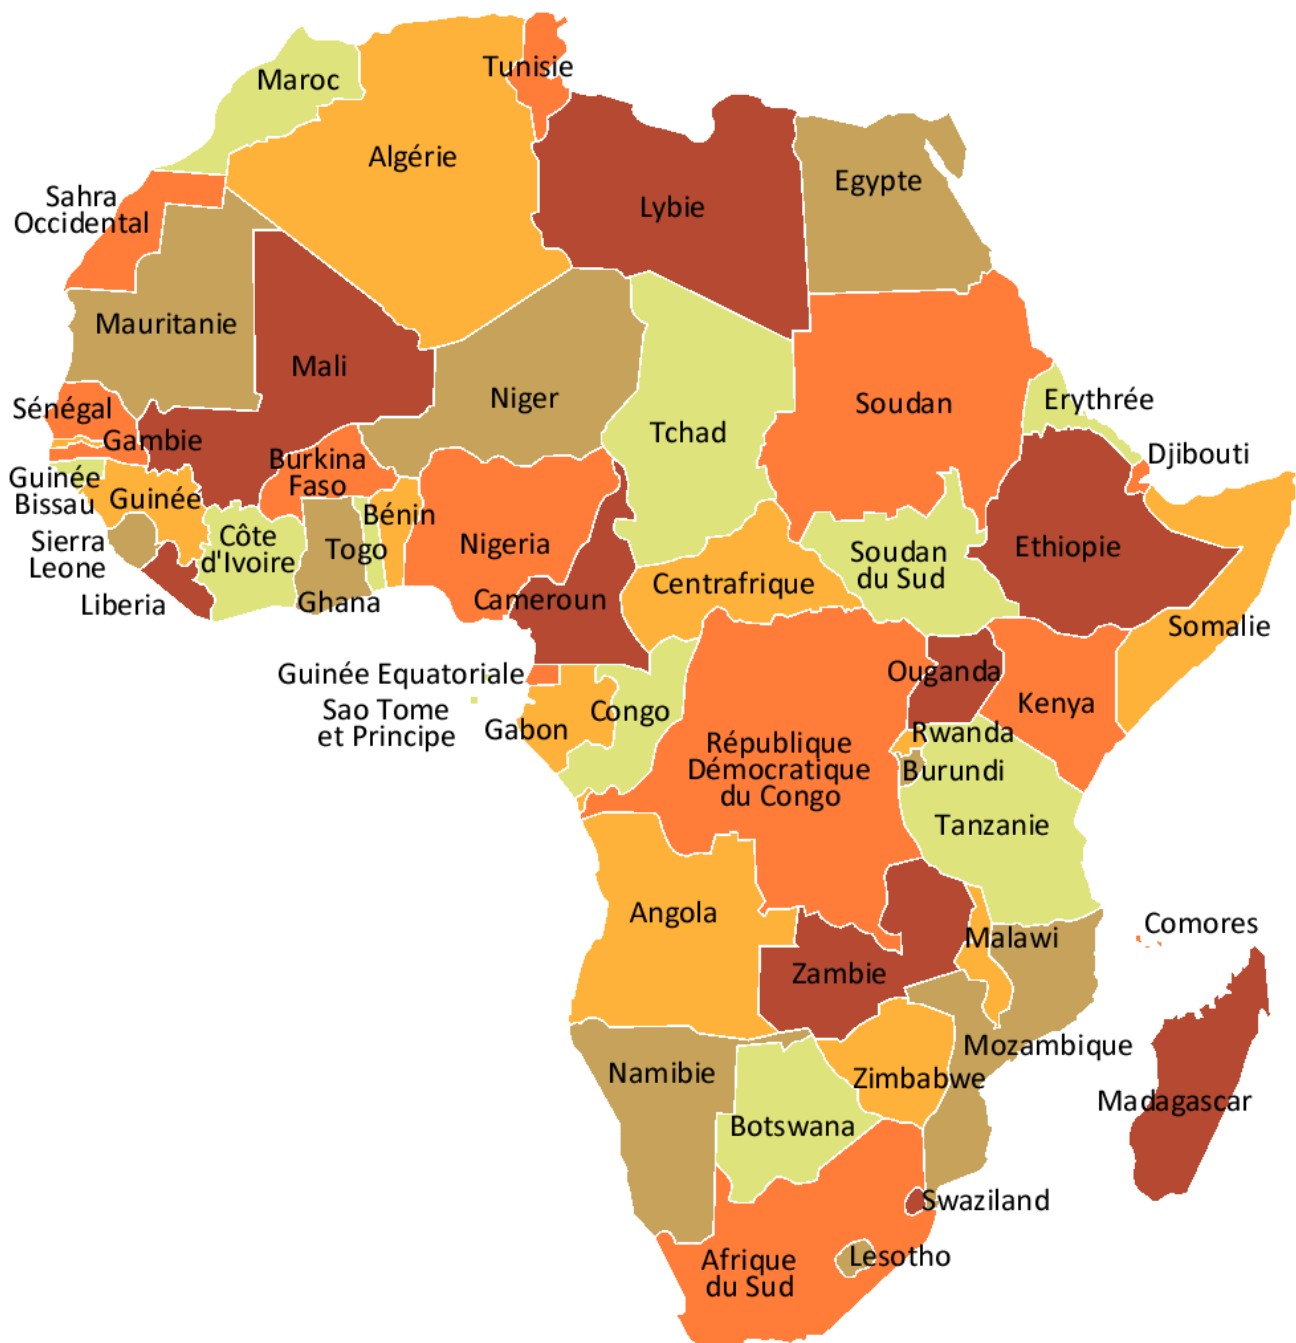 Tunisie
Maroc
Algérie
Egypte
Sahra
Occidental
Lybie
Mauritanie
Mali
Niger
Soudan
Erythrée
Sénégal
Tchad
Gambie
Djibouti
Burkina
Faso
Guinée
Bissau
Guinée
Bénin
Côte
d'Ivoire
Togo
Nigeria
Ethiopie
Sierra
Leone
Soudan
du Sud
Centrafrique
Liberia
Ghana
Cameroun
Somalie
Guinée Equatoriale
Ouganda
Sao Tome
et Principe
Gabon
Congo
Kenya
Rwanda
République
Démocratique
du Congo
Burundi
Tanzanie
Angola
Malawi
Comores
Zambie
Mozambique
Namibie
Zimbabwe
Madagascar
Botswana
Swaziland
Afrique
du Sud
Lesotho